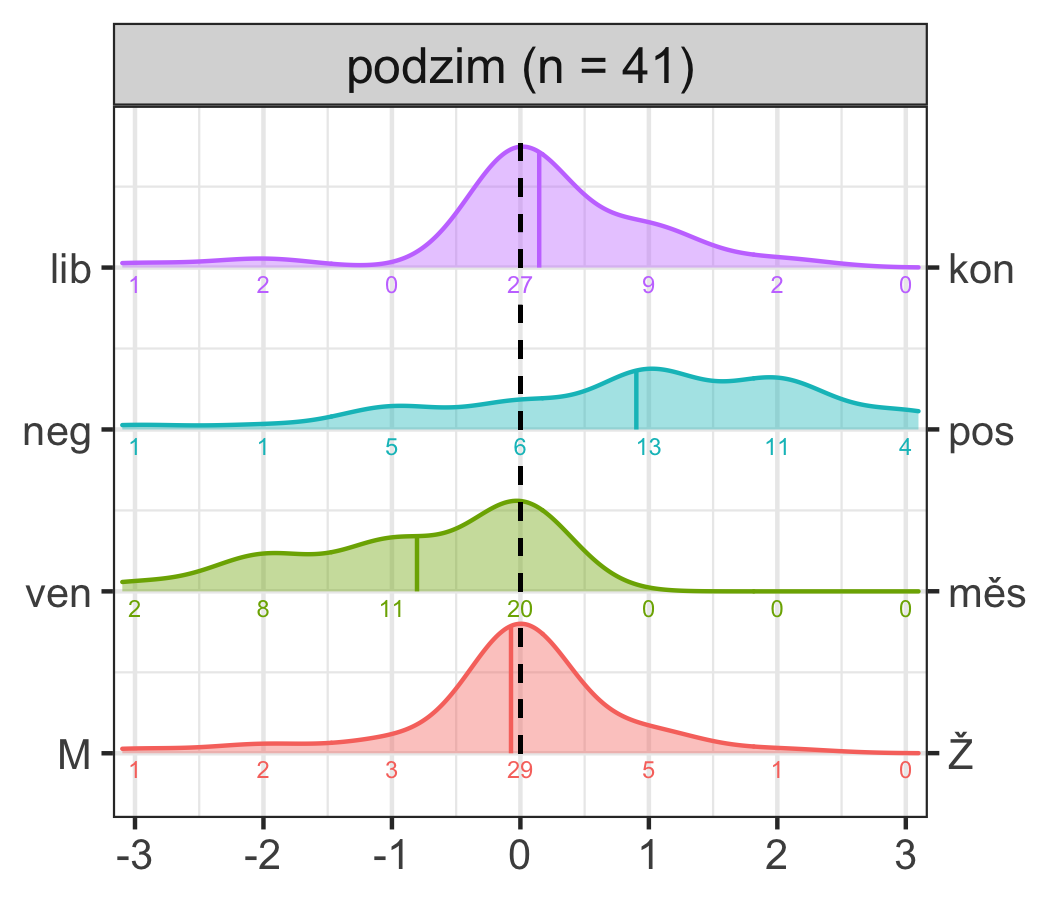 podzim (n = 41)
lib kon
1 2 0 27 9 2 0
neg pos
1 1 5 6 13 11 4
ven měs
2 8 11 20 0 0 0
M Ž
1 2 3 29 5 1 0
-3 -2 -1 0 1 2 3